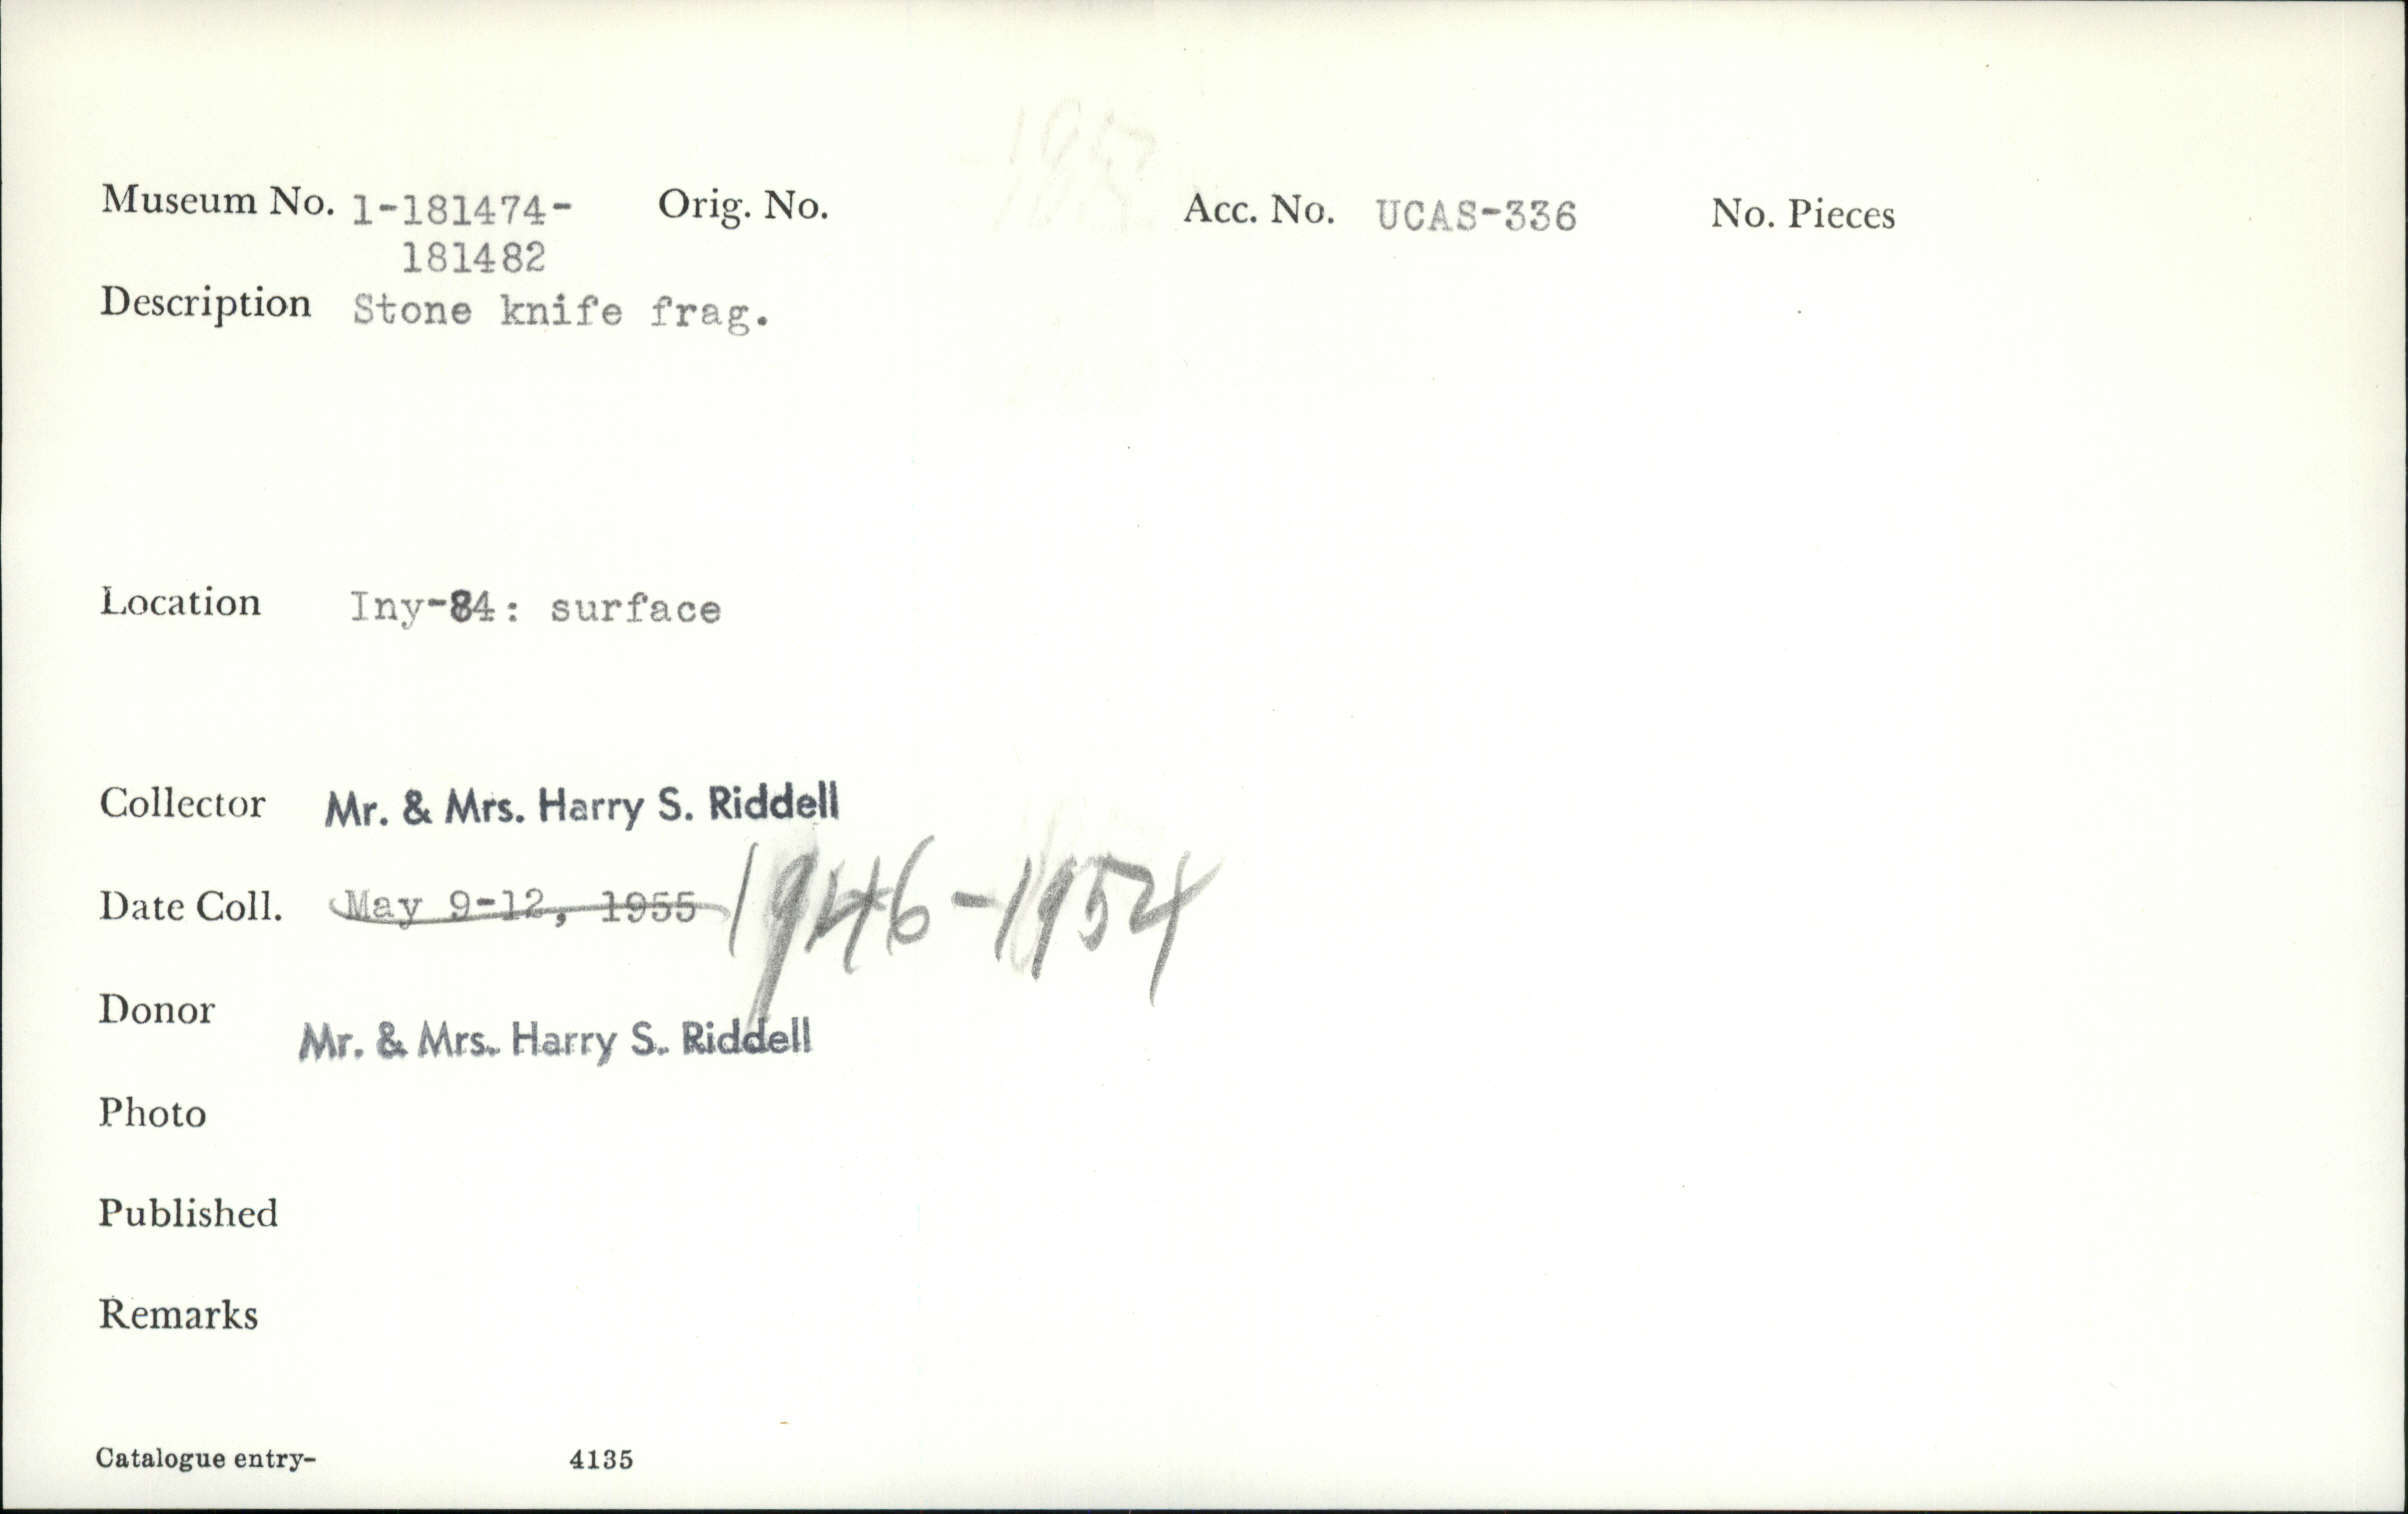 Museum No. 1-181474- Orig. No. Acc. No. UCAS-336 No. Pieces
181482
Description Stone knife frag.
Location Iny-84: surface
Collector Mr. & Mrs. Harry S. Riddell
Date Coll. May 9-12, 1955 1946-1954
Donor
Mr. & Mrs. Harry S. Riddell
Photo
Published
Remarks
Catalogue entry- 4135